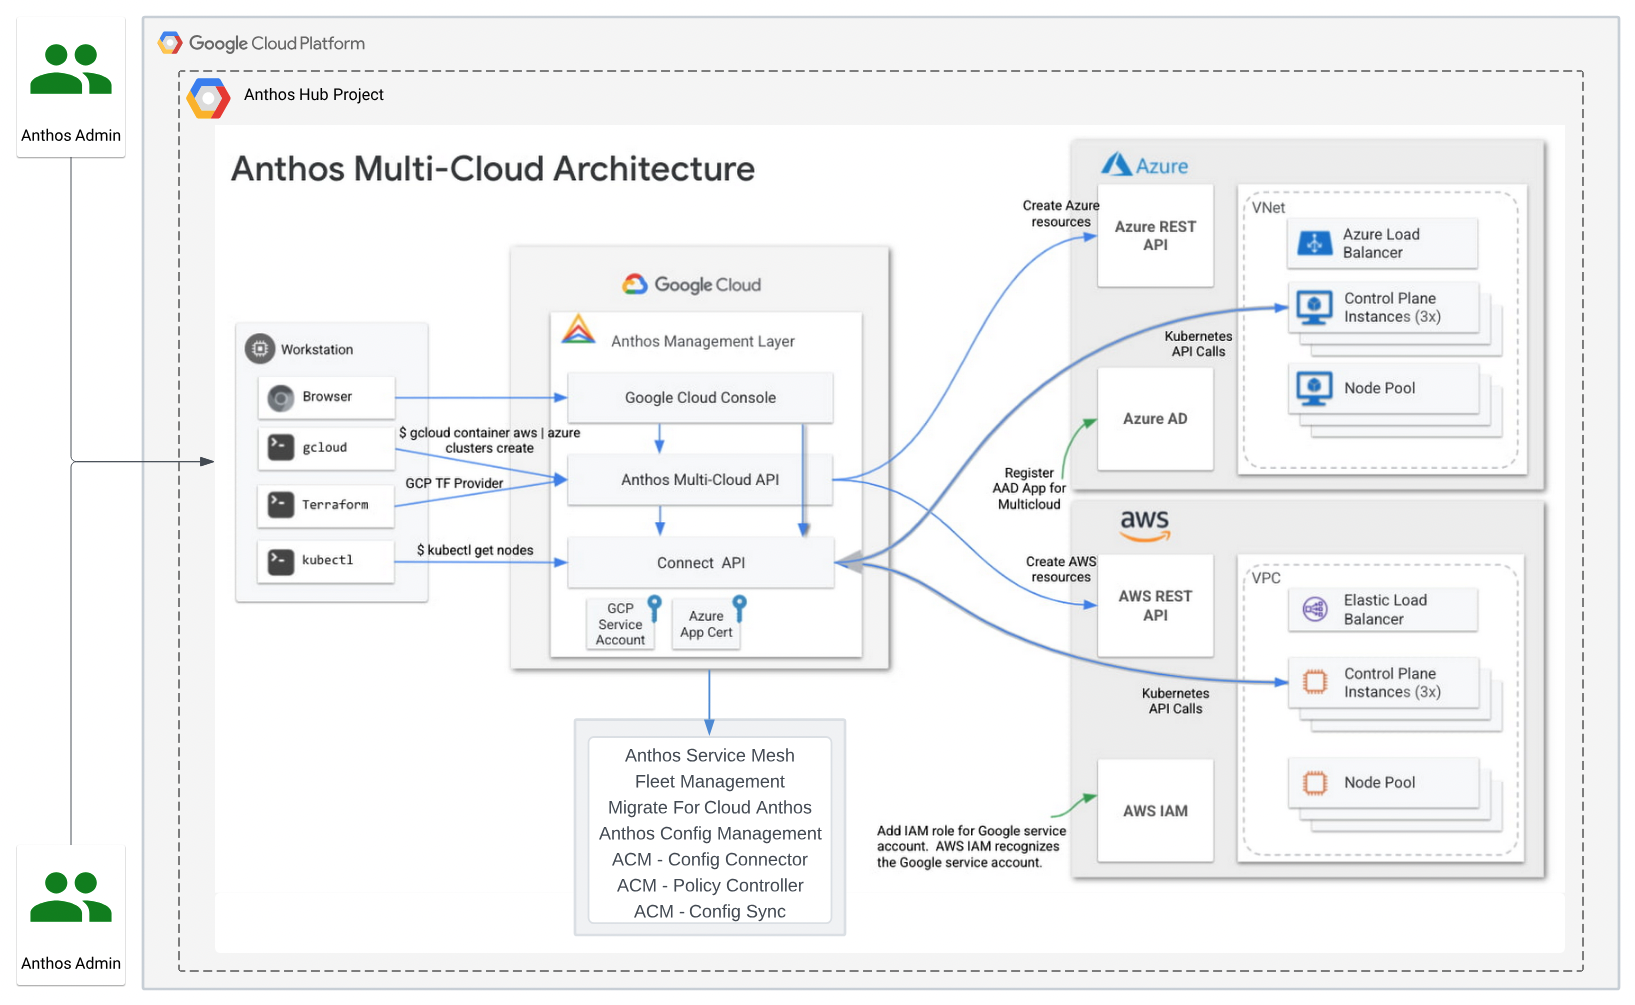 Google Cloud Platform
Anthos Hub Project
Anthos Admin
Anthos Multi-Cloud Architecture
Workstation
Browser
gcloud
Terraform
kubectl
$ gcloud container aws | azure
clusters create
GCP TF Provider
$ kubectl get nodes
Google Cloud
Anthos Management Layer
Google Cloud Console
Anthos Multi-Cloud API
Connect API
GCP
Service
Account
Azure
App Cert
Anthos Service Mesh
Fleet Management
Migrate For Cloud Anthos
Anthos Config Management
ACM - Config Connector
ACM - Policy Controller
ACM - Config Sync
Create Azure
resources
Kubernetes
API Calls
Register
AAD App for
Multicloud
Azure
Azure REST
API
Azure AD
VNet
Azure Load
Balancer
Control Plane
Instances (3x)
Node Pool
Create AWS
resources
Kubernetes
API Calls
Add IAM role for Google service
account. AWS IAM recognizes
the Google service account.
aws
AWS REST
API
AWS IAM
VPC
Elastic Load
Balancer
Control Plane
Instances (3x)
Node Pool
Anthos Admin